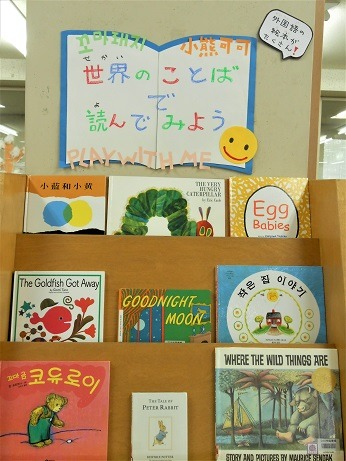 外国語の
絵本が
たくさん!
꼬마돼지
小熊可可
せかい
世界のことば
で
よ
読んでみよう
PLAY WITH ME
小藍和小黃
THE VERY
HUNGRY
CATERPILLAR
by Eric Carle
Egg
Babies
The Goldfish Got Away
GOODNIGHT
MOON
작은 집 이야기
꼬마 곰
코듀로이
THE TALE OF
PETER RABBIT
BEATRIX POTTER
WHERE THE WILD THINGS ARE
STORY AND PICTURES BY MAURICE SENDAK